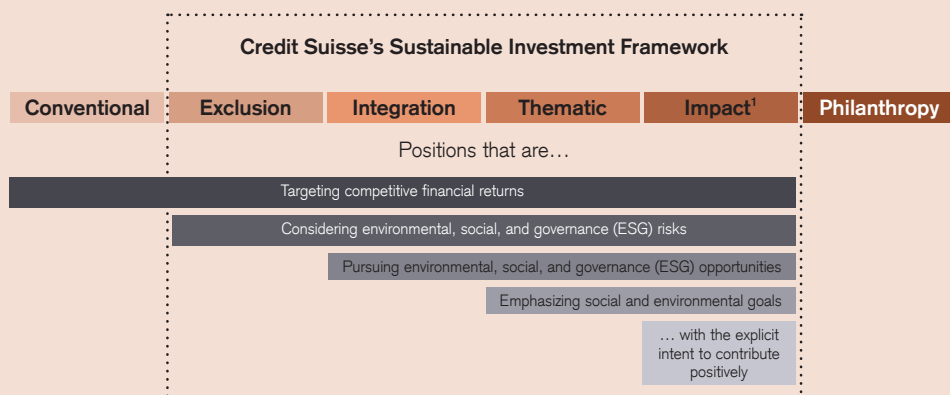 Credit Suisse's Sustainable Investment Framework
Conventional
Exclusion
Integration
Thematic
Impact¹
Philanthropy
Positions that are…
Targeting competitive financial returns
Considering environmental, social, and governance (ESG) risks
Pursuing environmental, social, and governance (ESG) opportunities
Emphasizing social and environmental goals
… with the explicit
intent to contribute
positively